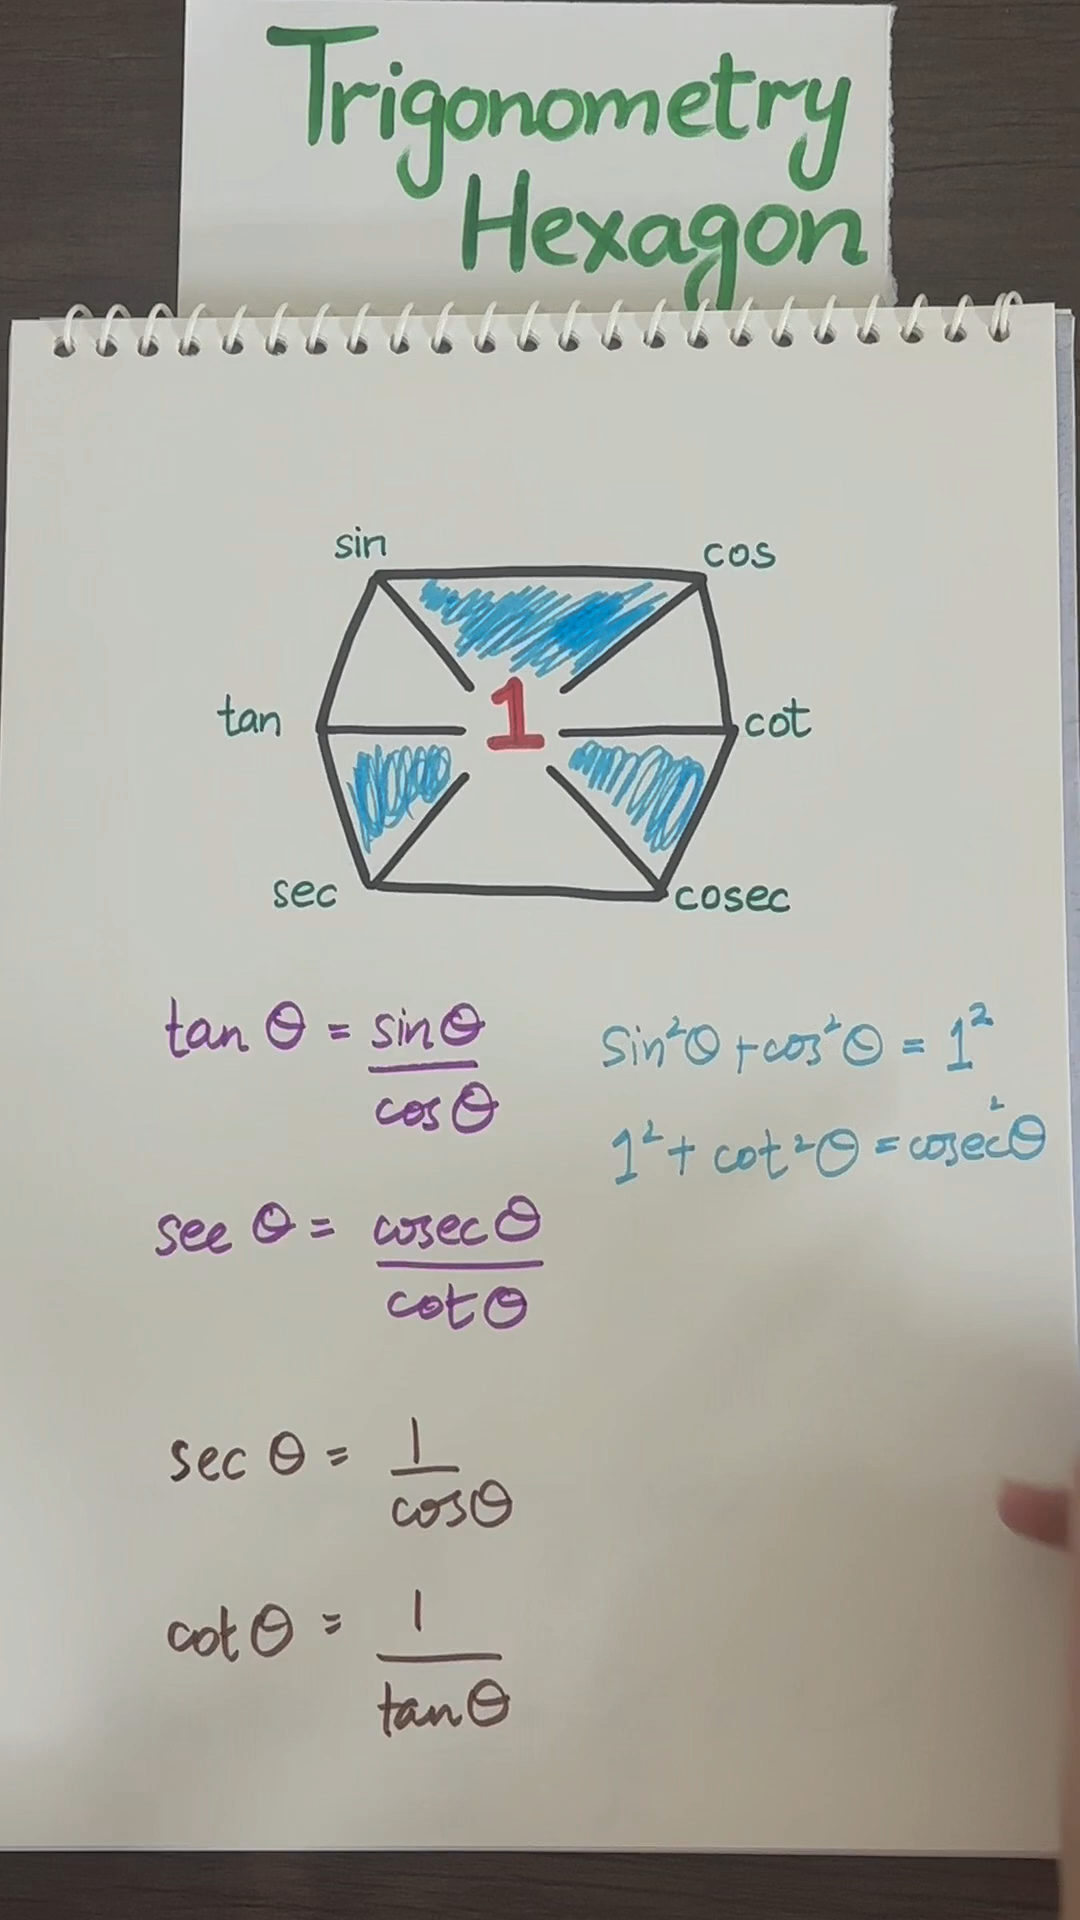 Trigonometry
Hexagon
sin
cos
tan
1
cot
sec
cosec
tan θ = sinθ
cosθ
sin²θ + cos²θ = 1²
1² + cot²θ = cosec²θ
sec θ = cosecθ
cotθ
sec θ = 1
cosθ
cotθ = 1
tanθ